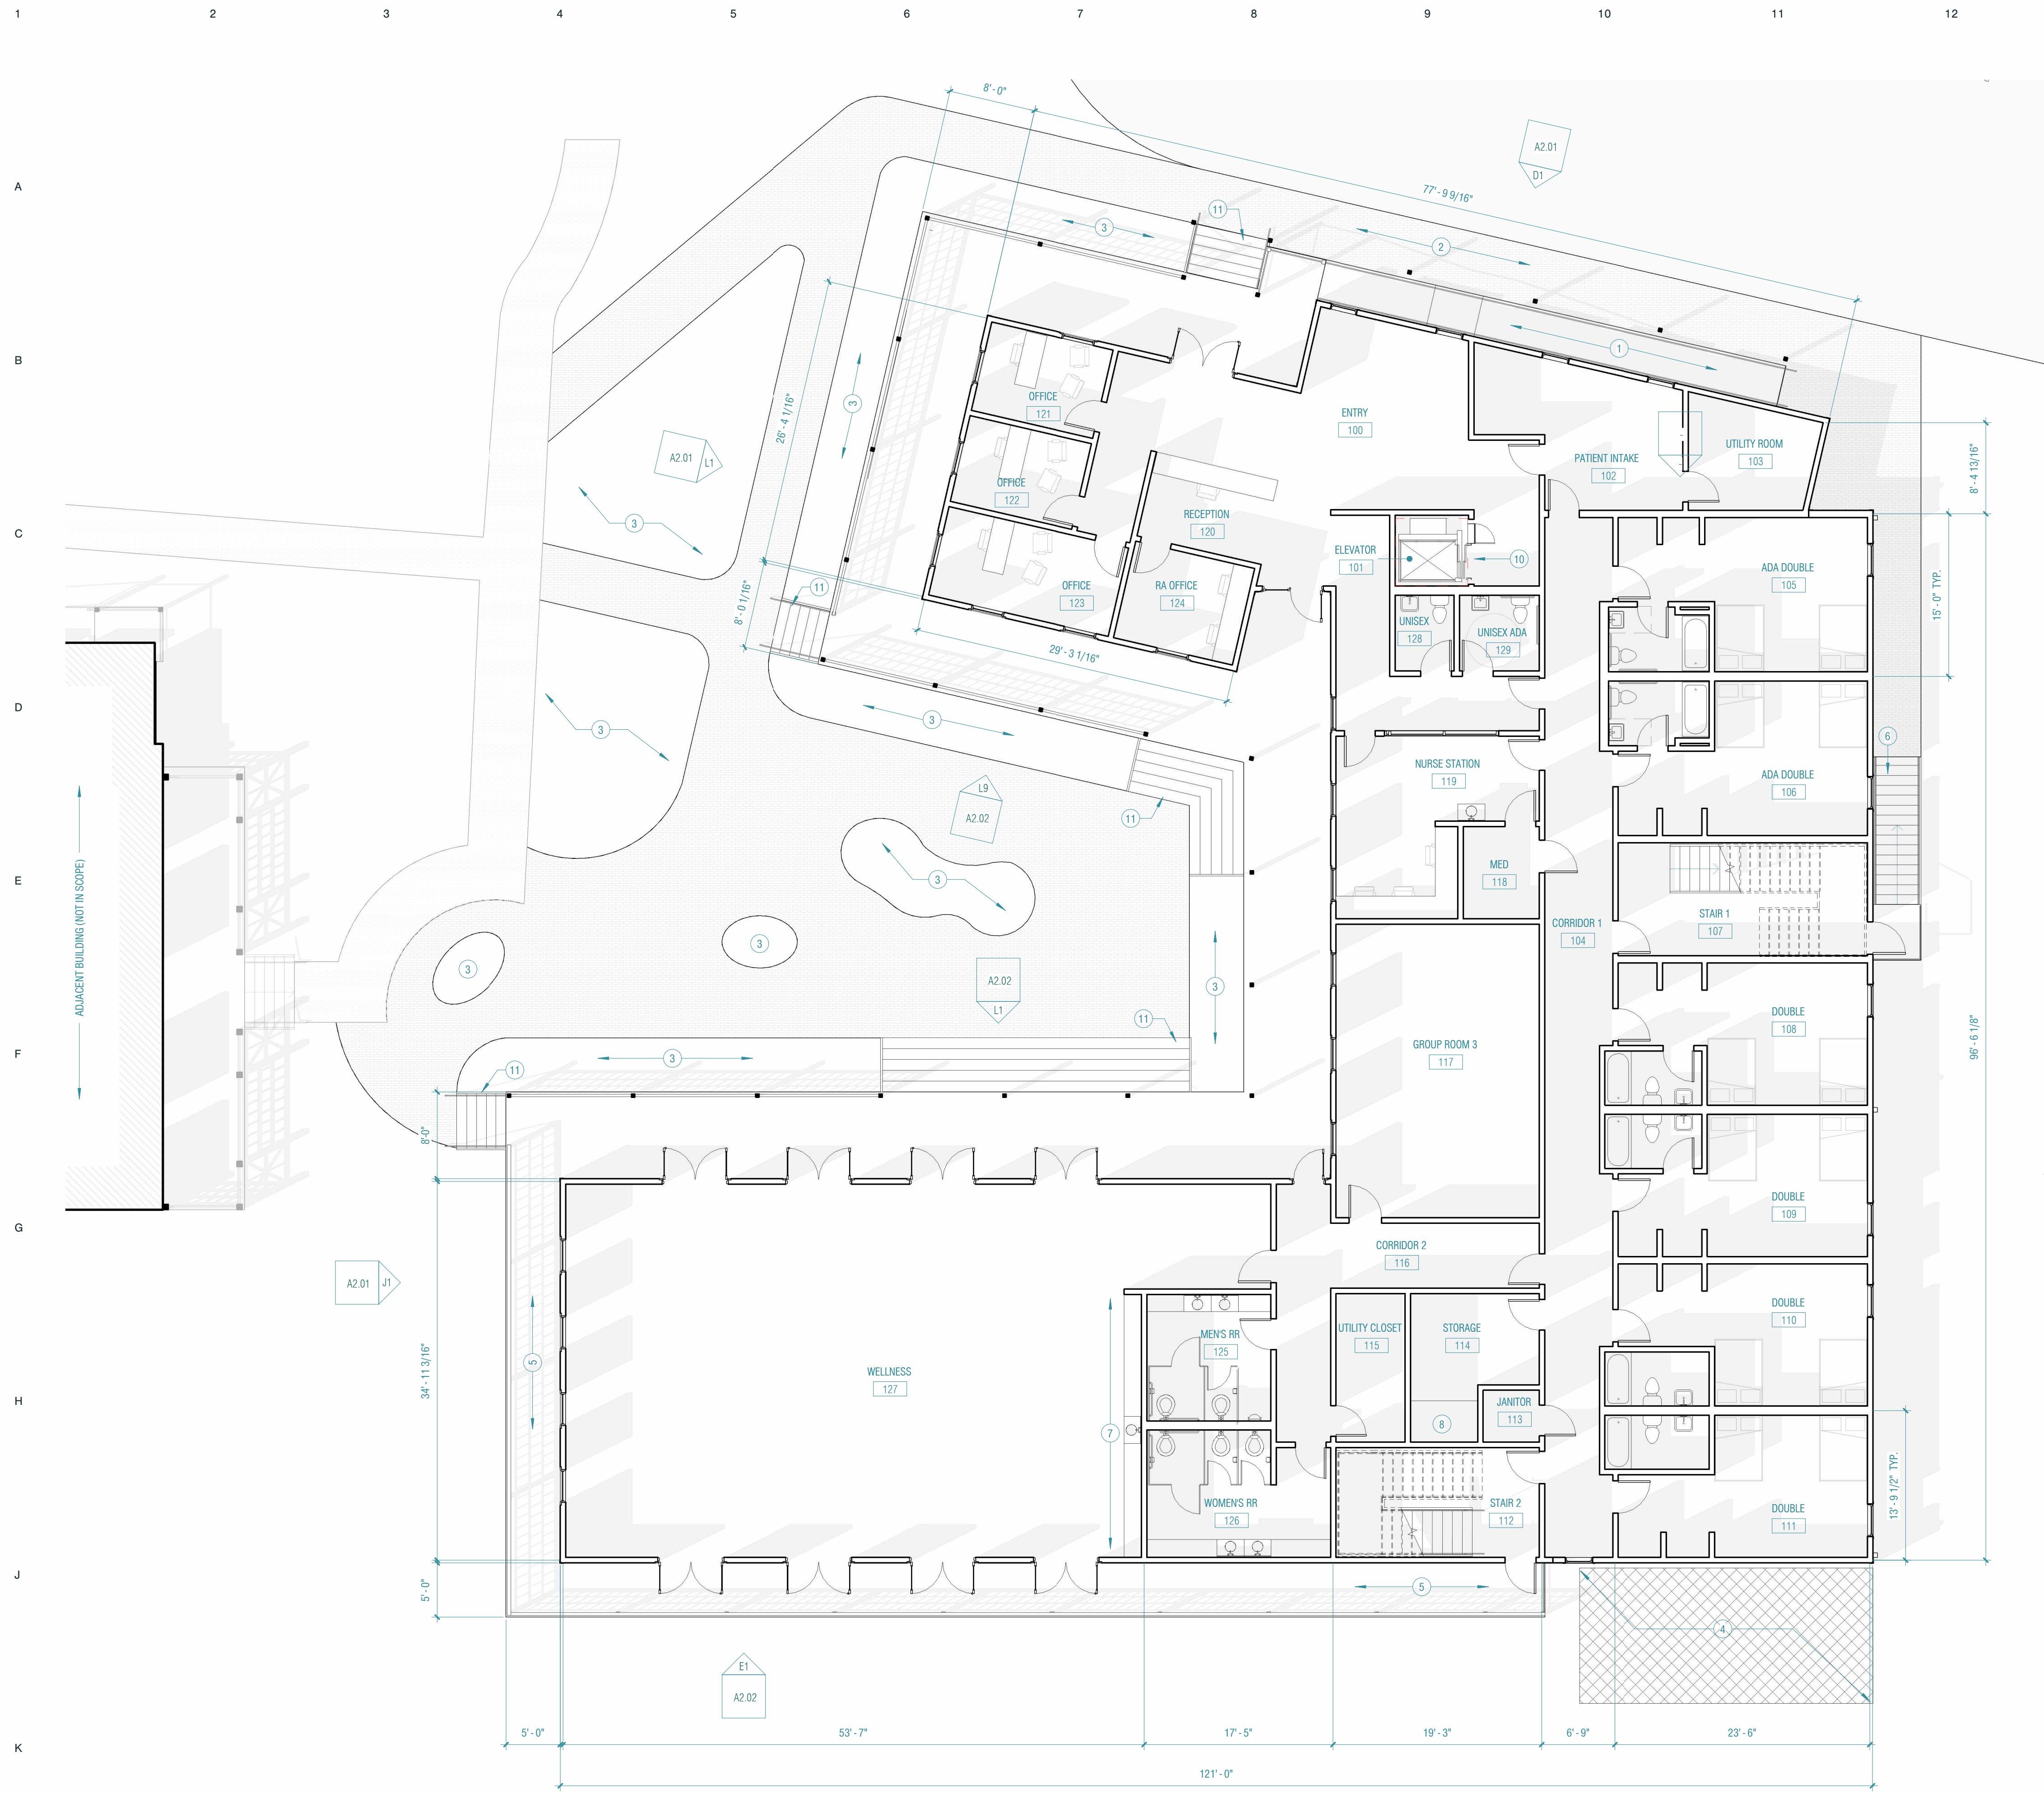 1 2 3 4 5 6 7 8 9 10 11 12
8' - 0"
A2.01
D1
A
77' - 9 9/16"
11
3
2
1
B
OFFICE
121
3
ENTRY
100
26' - 4 1/16"
UTILITY ROOM
103
A2.01
L1
PATIENT INTAKE
102
8' - 4 13/16"
OFFICE
122
RECEPTION
120
3
C
ELEVATOR
101
10
ADA DOUBLE
105
15' - 0" TYP.
OFFICE
123
RA OFFICE
124
11
8' - 0 1/16"
UNISEX
128
UNISEX ADA
129
29' - 3 1/16"
D
3
3
6
NURSE STATION
119
ADA DOUBLE
106
L9
A2.02
11
MED
118
E
3
ADJACENT BUILDING (NOT IN SCOPE)
STAIR 1
107
CORRIDOR 1
104
3
3
A2.02
L1
3
DOUBLE
108
11
96' - 6 1/8"
GROUP ROOM 3
117
F
3
11
8'-0"
DOUBLE
109
G
CORRIDOR 2
116
A2.01
J1
DOUBLE
110
MEN'S RR
125
UTILITY CLOSET
115
STORAGE
114
5
34' - 11 3/16"
WELLNESS
127
H
JANITOR
113
8
7
13' - 9 1/2" TYP.
WOMEN'S RR
126
STAIR 2
112
DOUBLE
111
J
5' - 0"
5
4
E1
A2.02
5' - 0"
53' - 7"
17' - 5"
19' - 3"
6' - 9"
23' - 6"
K
121' - 0"